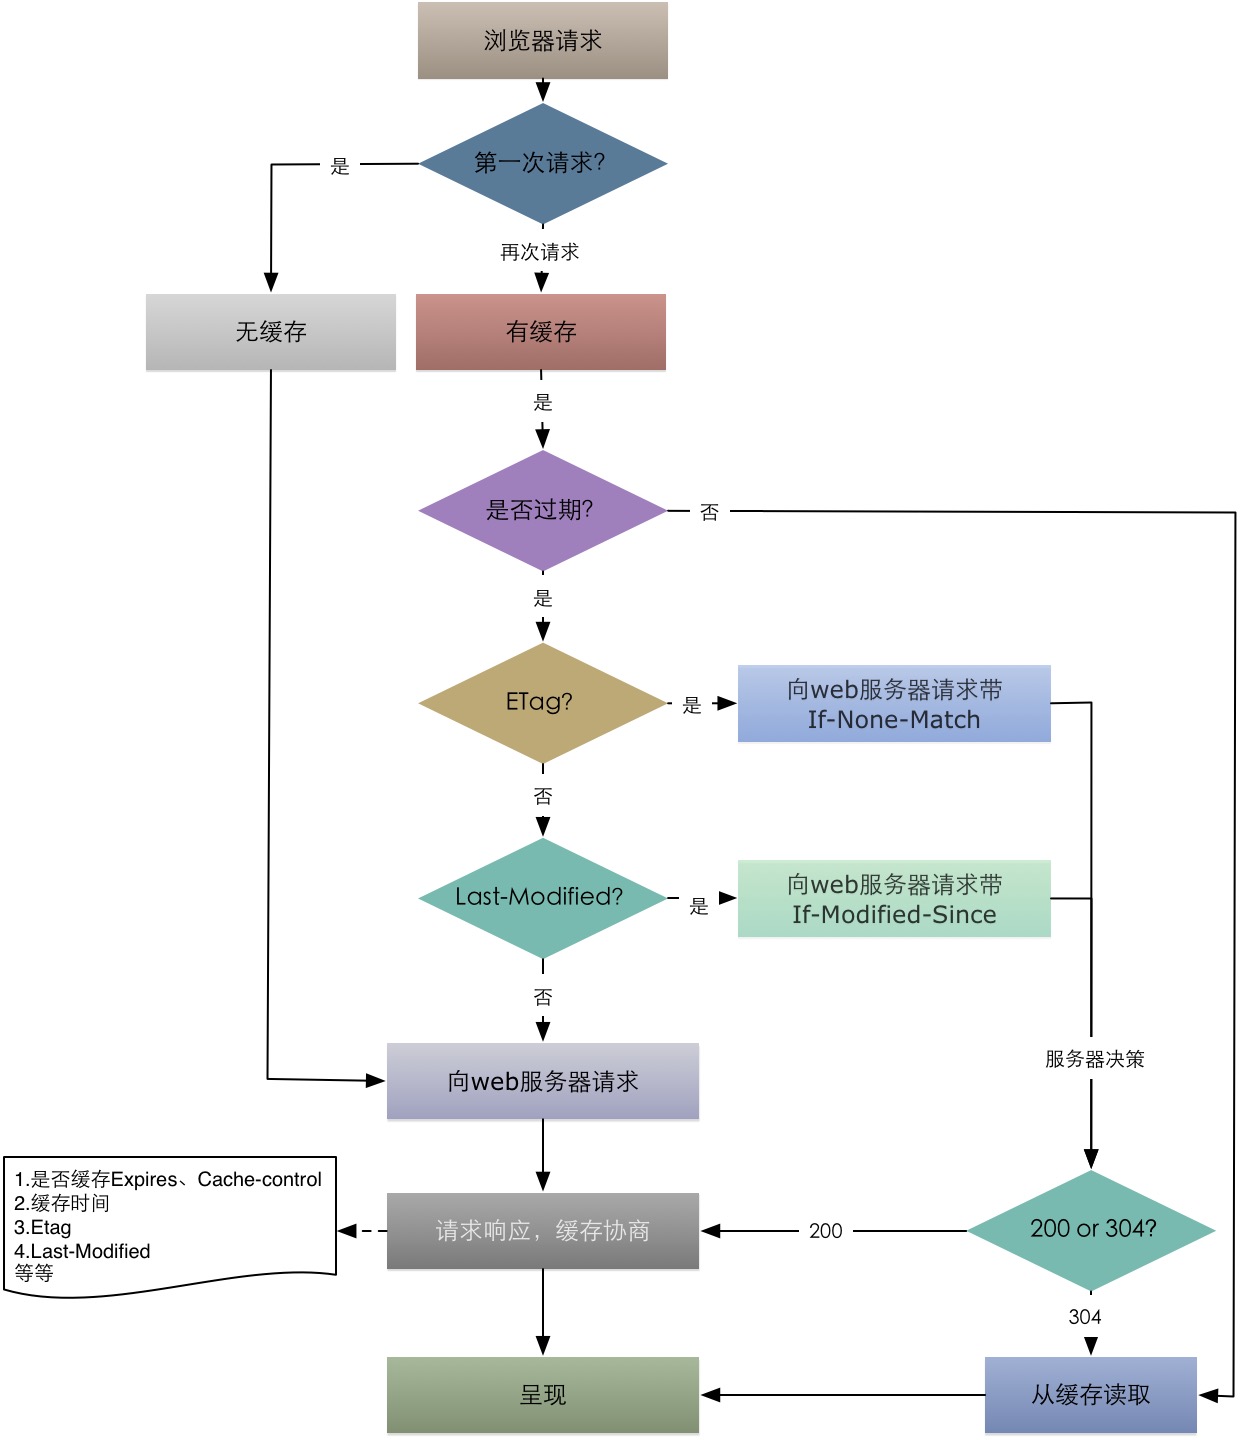 浏览器请求
第一次请求?
是
再次请求
无缓存
有缓存
是
是否过期?
否
是
ETag?
是
向web服务器请求带
If-None-Match
否
Last-Modified?
是
向web服务器请求带
If-Modified-Since
否
向web服务器请求
服务器决策
1.是否缓存Expires、Cache-control
2.缓存时间
3.Etag
4.Last-Modified
等等
请求响应，缓存协商
200
200 or 304?
304
呈现
从缓存读取